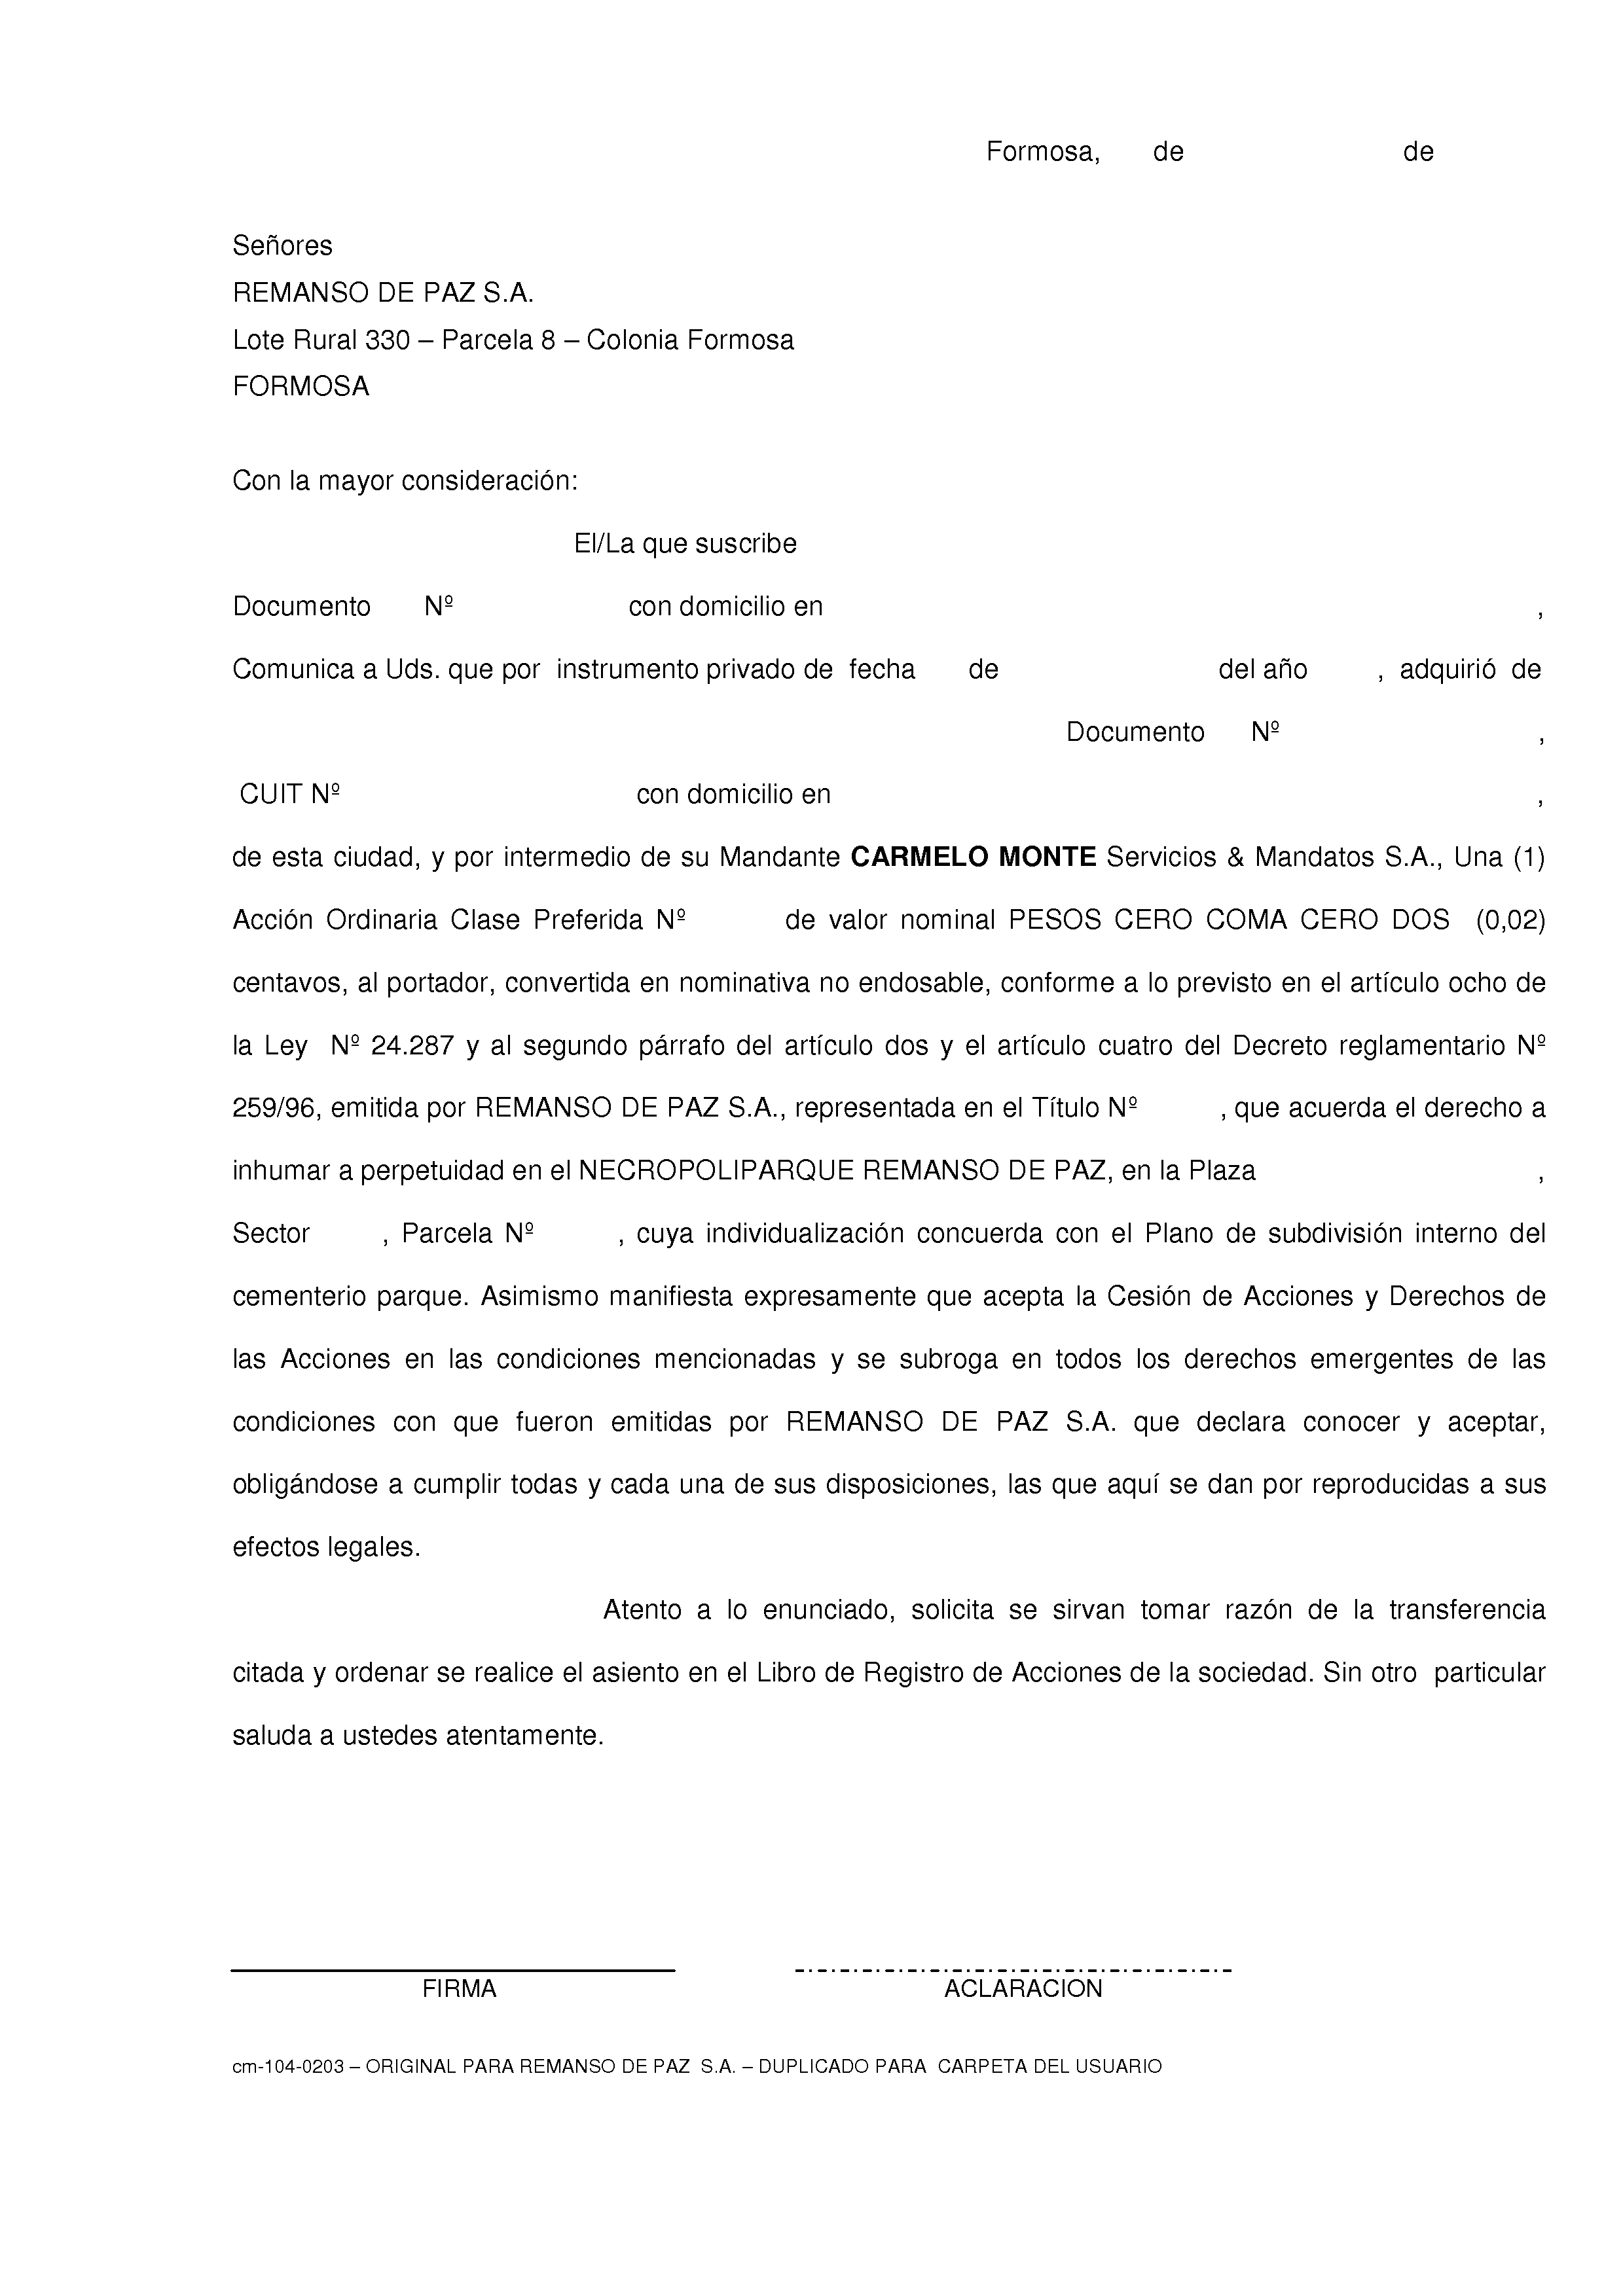 Formosa, de de
Señores
REMANSO DE PAZ S.A.
Lote Rural 330 – Parcela 8 – Colonia Formosa
FORMOSA
Con la mayor consideración:
El/La que suscribe
Documento Nº con domicilio en ,
Comunica a Uds. que por instrumento privado de fecha de del año , adquirió de
Documento Nº ,
CUIT Nº con domicilio en ,
de esta ciudad, y por intermedio de su Mandante CARMELO MONTE Servicios & Mandatos S.A., Una (1)
Acción Ordinaria Clase Preferida Nº de valor nominal PESOS CERO COMA CERO DOS (0,02)
centavos, al portador, convertida en nominativa no endosable, conforme a lo previsto en el artículo ocho de
la Ley Nº 24.287 y al segundo párrafo del artículo dos y el artículo cuatro del Decreto reglamentario Nº
259/96, emitida por REMANSO DE PAZ S.A., representada en el Título Nº , que acuerda el derecho a
inhumar a perpetuidad en el NECROPOLIPARQUE REMANSO DE PAZ, en la Plaza ,
Sector , Parcela Nº , cuya individualización concuerda con el Plano de subdivisión interno del
cementerio parque. Asimismo manifiesta expresamente que acepta la Cesión de Acciones y Derechos de
las Acciones en las condiciones mencionadas y se subroga en todos los derechos emergentes de las
condiciones con que fueron emitidas por REMANSO DE PAZ S.A. que declara conocer y aceptar,
obligándose a cumplir todas y cada una de sus disposiciones, las que aquí se dan por reproducidas a sus
efectos legales.
Atento a lo enunciado, solicita se sirvan tomar razón de la transferencia
citada y ordenar se realice el asiento en el Libro de Registro de Acciones de la sociedad. Sin otro particular
saluda a ustedes atentamente.
FIRMA ACLARACION
cm-104-0203 – ORIGINAL PARA REMANSO DE PAZ S.A. – DUPLICADO PARA CARPETA DEL USUARIO